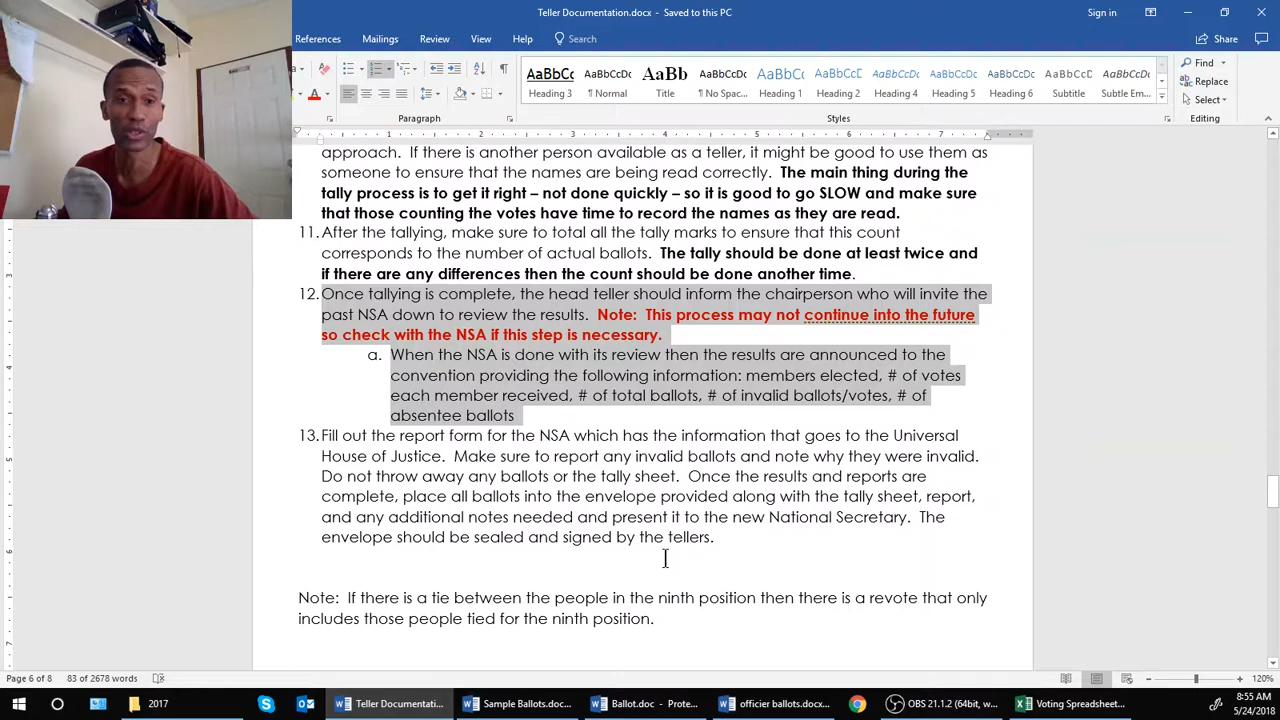 Teller Documentation.docx - Saved to this PC
Sign in
References Mailings Review View Help Search Share
AaBbCc AaBbCcDc AaBb AaBbCcDc AaBbC AaBbCcD AaBbCcDc AaBbCcD AaBbCcD AaBbCcDc AaBbCcDc
Heading 3 ¶ Normal Title ¶ No Spac... Heading 1 Heading 2 Heading 4 Heading 5 Heading 6 Subtitle Subtle Em...
Find
Replace
Select
Paragraph Styles Editing
approach. If there is another person available as a teller, it might be good to use them as
someone to ensure that the names are being read correctly. The main thing during the
tally process is to get it right – not done quickly – so it is good to go SLOW and make sure
that those counting the votes have time to record the names as they are read.
11. After the tallying, make sure to total all the tally marks to ensure that this count
corresponds to the number of actual ballots. The tally should be done at least twice and
if there are any differences then the count should be done another time.
12. Once tallying is complete, the head teller should inform the chairperson who will invite the
past NSA down to review the results. Note: This process may not continue into the future
so check with the NSA if this step is necessary.
a. When the NSA is done with its review then the results are announced to the
convention providing the following information: members elected, # of votes
each member received, # of total ballots, # of invalid ballots/votes, # of
absentee ballots
13. Fill out the report form for the NSA which has the information that goes to the Universal
House of Justice. Make sure to report any invalid ballots and note why they were invalid.
Do not throw away any ballots or the tally sheet. Once the results and reports are
complete, place all ballots into the envelope provided along with the tally sheet, report,
and any additional notes needed and present it to the new National Secretary. The
envelope should be sealed and signed by the tellers.
Note: If there is a tie between the people in the ninth position then there is a revote that only
includes those people tied for the ninth position.
Page 6 of 8 83 of 2678 words 120%
2017 Teller Documentati... Sample Ballots.doc... Ballot.doc - Prote... officier ballots.docx... OBS 21.1.2 (64bit, w... Voting Spreadsheet...
8:55 AM
5/24/2018